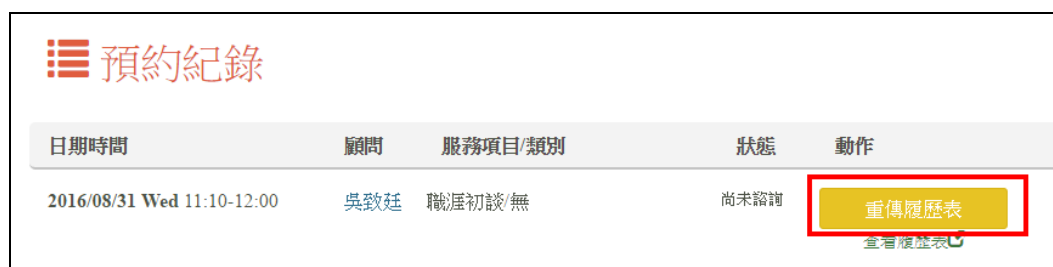 預約紀錄
日期時間 顧問 服務項目/類別 狀態 動作
2016/08/31 Wed 11:10-12:00 吳致廷 職涯初談/無 尚未諮詢 重傳履歷表
查看履歷表